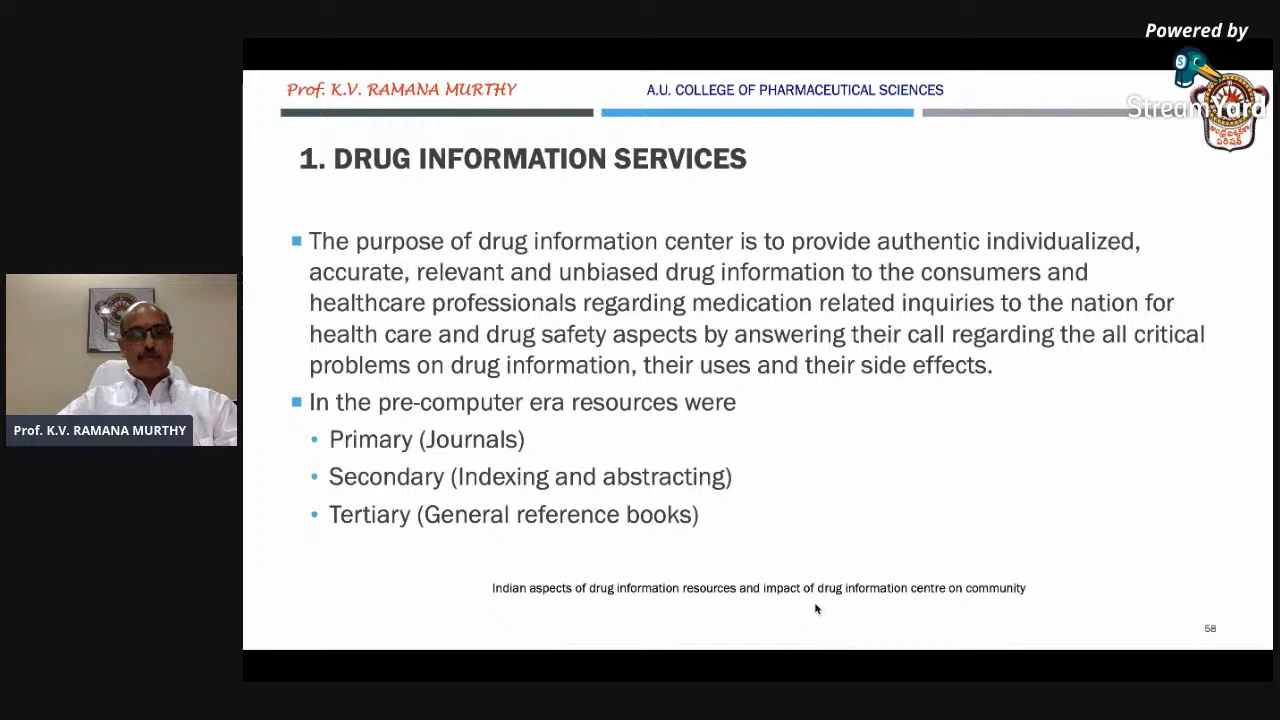 Powered by
StreamYard
Prof. K.V. RAMANA MURTHY
A.U. COLLEGE OF PHARMACEUTICAL SCIENCES
1. DRUG INFORMATION SERVICES
The purpose of drug information center is to provide authentic individualized,
accurate, relevant and unbiased drug information to the consumers and
healthcare professionals regarding medication related inquiries to the nation for
health care and drug safety aspects by answering their call regarding the all critical
problems on drug information, their uses and their side effects.
In the pre-computer era resources were
Primary (Journals)
Secondary (Indexing and abstracting)
Tertiary (General reference books)
Indian aspects of drug information resources and impact of drug information centre on community
58
Prof. K.V. RAMANA MURTHY